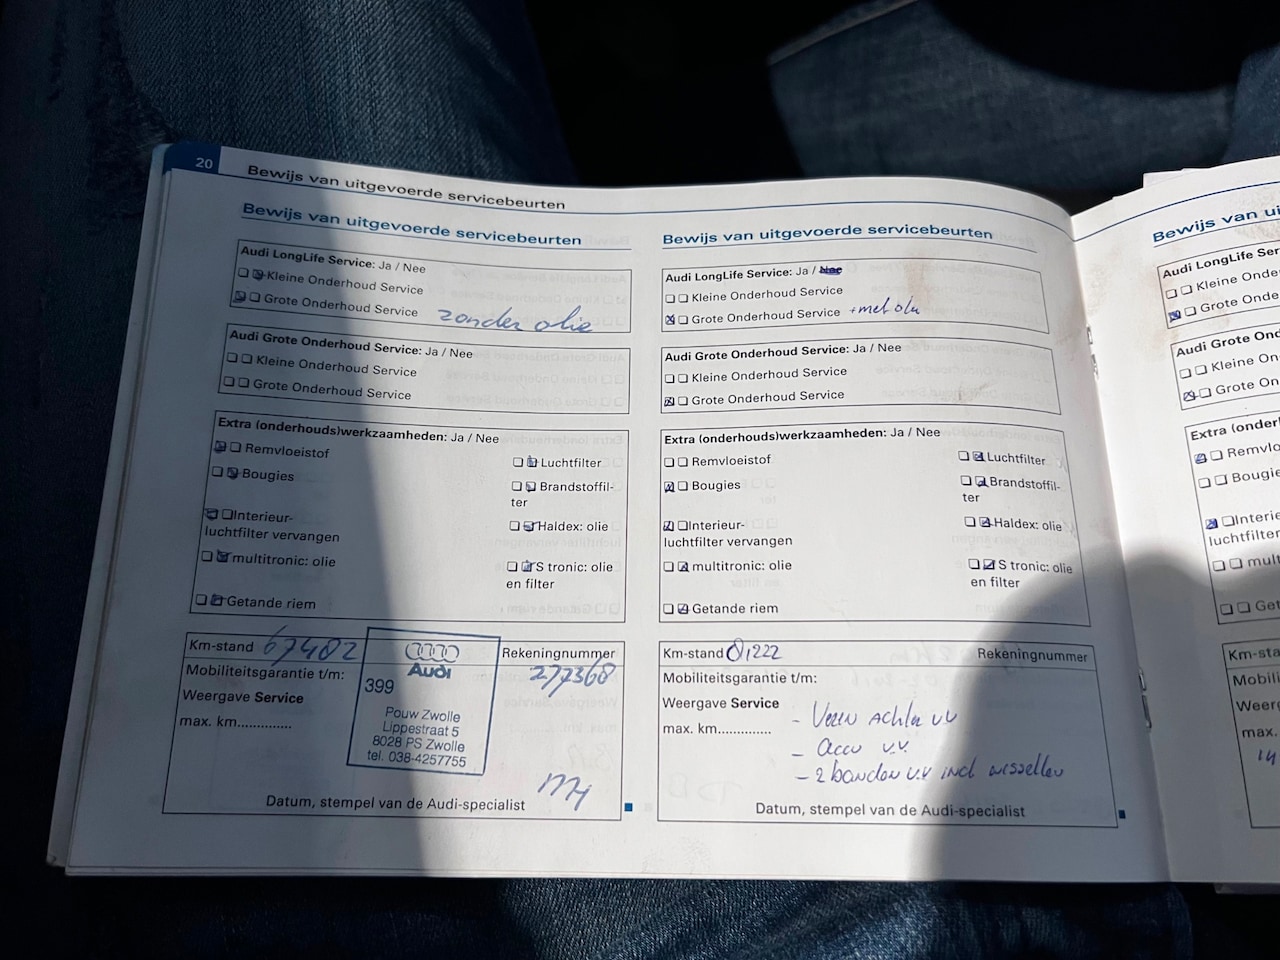 20
Bewijs van uitgevoerde servicebeurten
Bewijs van uitgevoerde servicebeurten
Audi LongLife Service: Ja / Nee
Kleine Onderhoud Service
Grote Onderhoud Service zonder olie
Audi Grote Onderhoud Service: Ja / Nee
Kleine Onderhoud Service
Grote Onderhoud Service
Extra (onderhouds)werkzaamheden: Ja / Nee
Remvloeistof
Luchtfilter
Bougies
Brandstoffil-
ter
Interieur-
luchtfilter vervangen
Haldex: olie
multitronic: olie
S tronic: olie
en filter
Getande riem
Km-stand 67402
Rekeningnummer
277368
Mobiliteitsgarantie t/m:
Weergave Service
max. km..............
Audi
399
Pouw Zwolle
Lippestraat 5
8028 PS Zwolle
tel. 038-4257755
Datum, stempel van de Audi-specialist
Bewijs van uitgevoerde servicebeurten
Audi LongLife Service: Ja / Nee
Kleine Onderhoud Service
Grote Onderhoud Service + met olu
Audi Grote Onderhoud Service: Ja / Nee
Kleine Onderhoud Service
Grote Onderhoud Service
Extra (onderhouds)werkzaamheden: Ja / Nee
Remvloeistof
Luchtfilter
Bougies
Brandstoffil-
ter
Interieur-
luchtfilter vervangen
Haldex: olie
multitronic: olie
S tronic: olie
en filter
Getande riem
Km-stand 81222
Rekeningnummer
Mobiliteitsgarantie t/m:
Weergave Service
max. km..............
- Veren Achter v.v
- accu v.v.
- 2 banden v.v incl wisselen
Datum, stempel van de Audi-specialist
Bewijs van ui
Audi LongLife Ser
Kleine Onder
Grote Onder
Audi Grote Onde
Kleine Onder
Grote Onder
Extra (onder
Remvlo
Bougie
Interie
luchtfilter
mult
Geta
Km-sta
Mobili
Weerg
max.
14